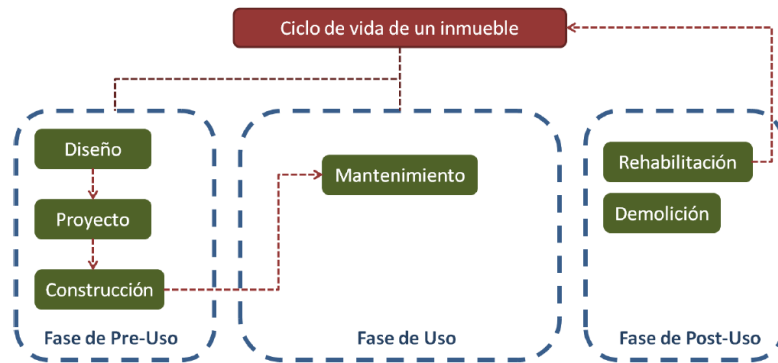 Ciclo de vida de un inmueble
Diseño
Proyecto
Construcción
Fase de Pre-Uso
Mantenimiento
Fase de Uso
Rehabilitación
Demolición
Fase de Post-Uso